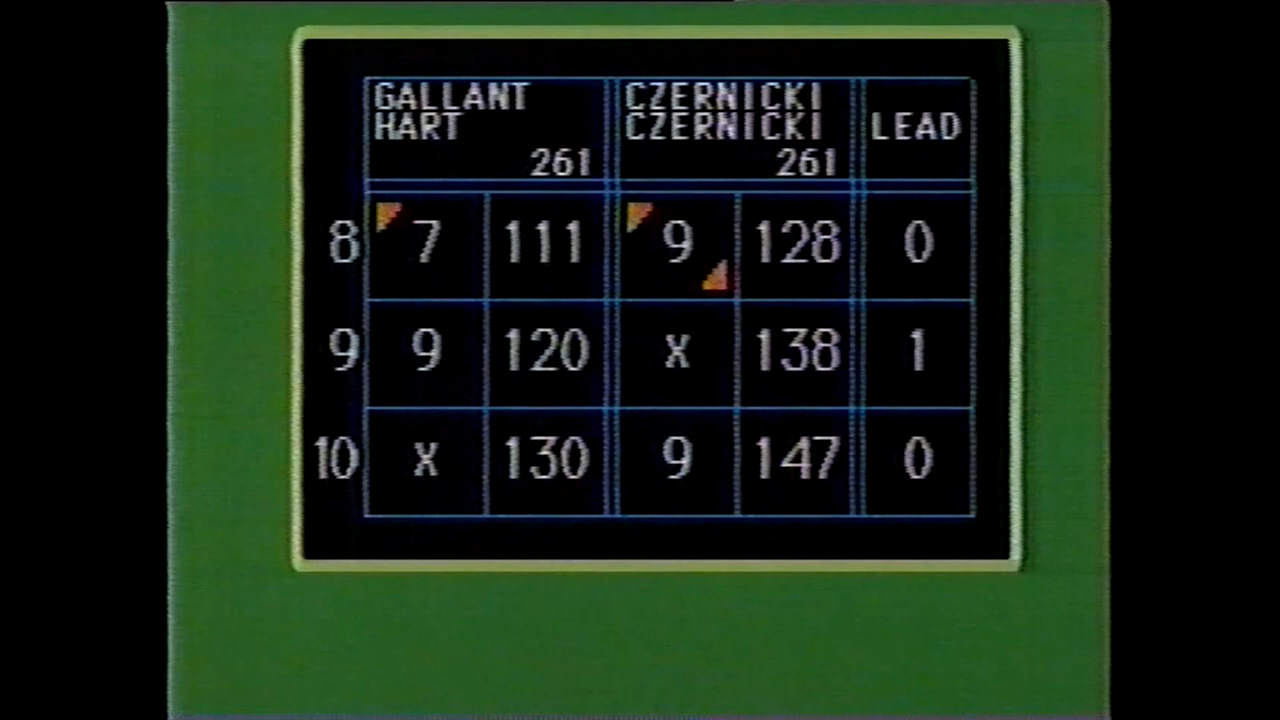 GALLANT CZERNICKI
HART CZERNICKI LEAD
261 261
8 7 111 9 128 0
9 9 120 X 138 1
10 X 130 9 147 0